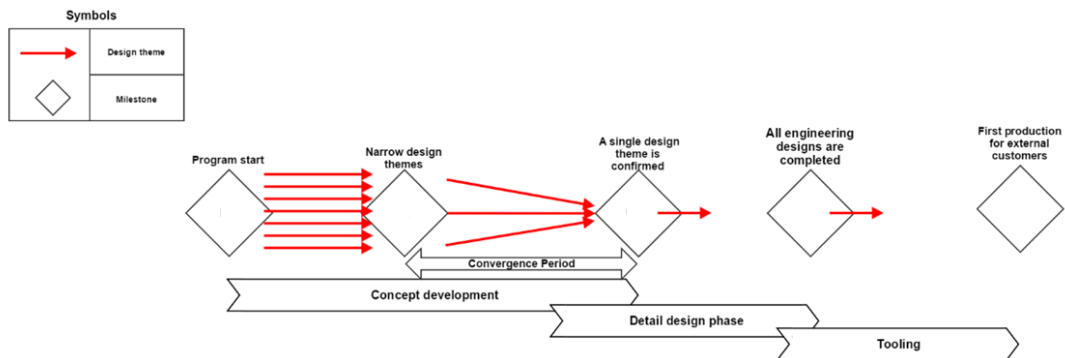 Symbols
Design theme
Milestone
Program start
Narrow design
themes
A single design
theme is
confirmed
All engineering
designs are
completed
First production
for external
customers
Convergence Period
Concept development
Detail design phase
Tooling